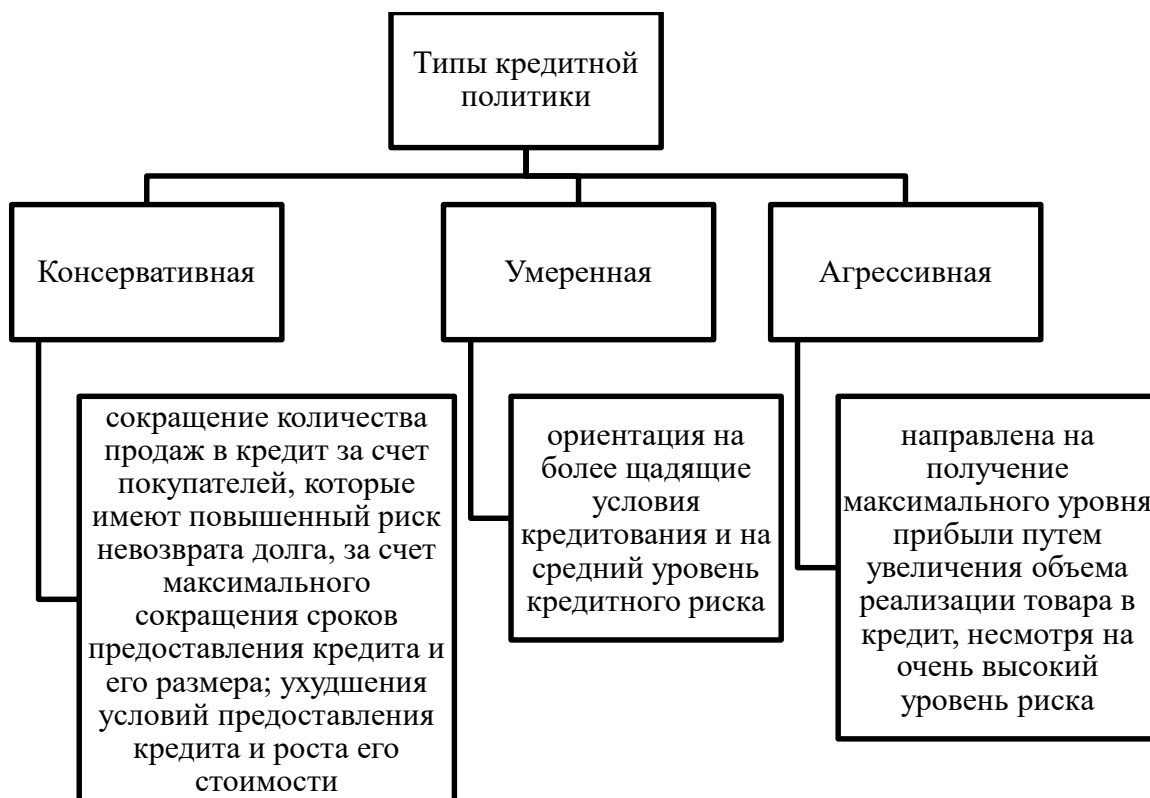 Типы кредитной
политики
Консервативная
Умеренная
Агрессивная
сокращение количества
продаж в кредит за счет
покупателей, которые
имеют повышенный риск
невозврата долга, за счет
максимального
сокращения сроков
предоставления кредита и
его размера; ухудшения
условий предоставления
кредита и роста его
стоимости
ориентация на
более щадящие
условия
кредитования и на
средний уровень
кредитного риска
направлена на
получение
максимального уровня
прибыли путем
увеличения объема
реализации товара в
кредит, несмотря на
очень высокий
уровень риска